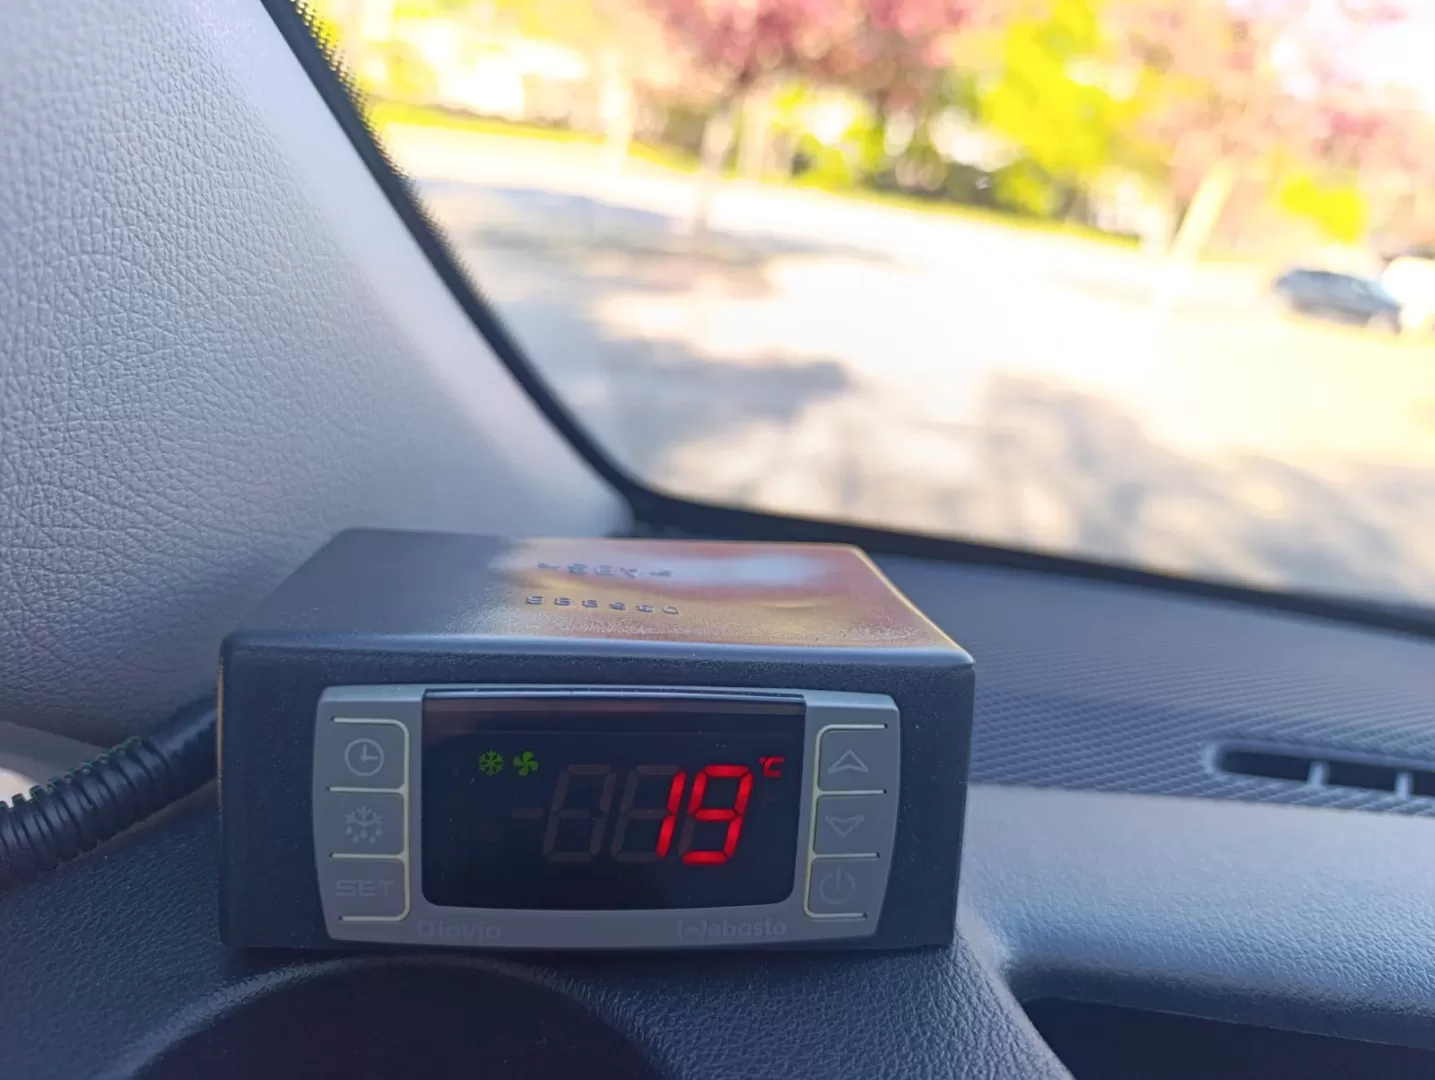 19 °C
SET
Diavia
Webasto